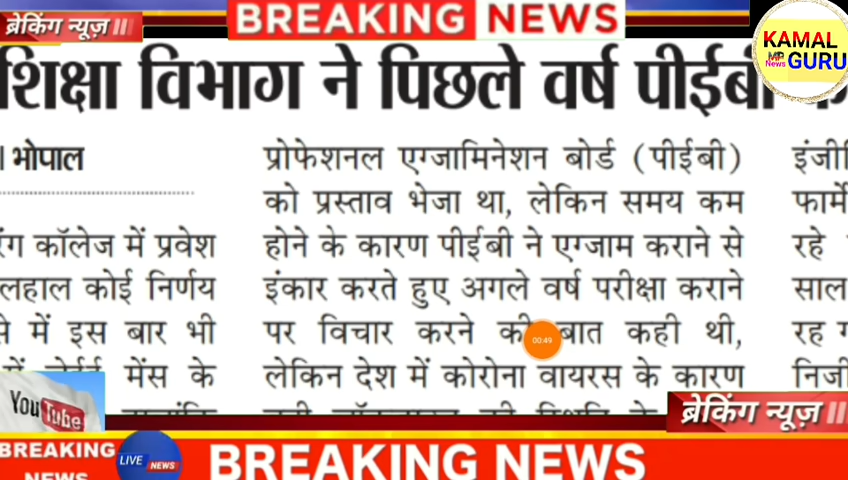 BREAKING NEWS
ब्रेकिंग न्यूज़
KAMAL
MP
News
GURU
शिक्षा विभाग ने पिछले वर्ष पीईबी
भोपाल
कॉलेज में प्रवेश
कोई निर्णय
में इस बार भी
मेंस के
प्रोफेशनल एग्जामिनेशन बोर्ड (पीईबी)
को प्रस्ताव भेजा था, लेकिन समय कम
होने के कारण पीईबी ने एग्जाम कराने से
इंकार करते हुए अगले वर्ष परीक्षा कराने
पर विचार करने की बात कही थी,
लेकिन देश में कोरोना वायरस के कारण
रहे
साल
00:49
YouTube
ब्रेकिंग न्यूज़
BREAKING
NEWS
LIVE NEWS
BREAKING NEWS